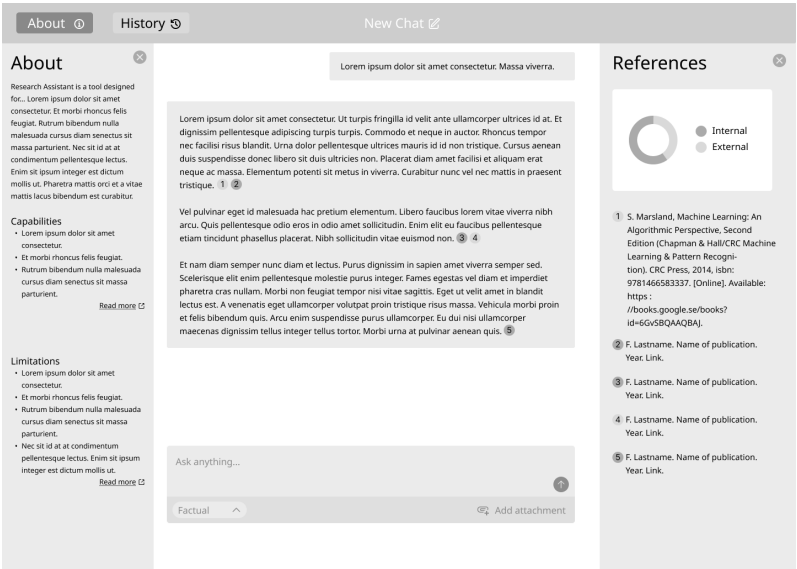 About
History
New Chat
About
Research Assistant is a tool designed
for... Lorem ipsum dolor sit amet
consectetur. Et morbi rhoncus felis
feugiat. Rutrum bibendum nulla
malesuada cursus diam senectus sit
massa parturient. Nec sit id at at
condimentum pellentesque lectus.
Enim sit ipsum integer est dictum
mollis ut. Pharetra mattis orci et a vitae
mattis lacus bibendum est curabitur.
Capabilities
• Lorem ipsum dolor sit amet
consectetur.
• Et morbi rhoncus felis feugiat.
• Rutrum bibendum nulla malesuada
cursus diam senectus sit massa
parturient.
Read more
Limitations
• Lorem ipsum dolor sit amet
consectetur.
• Et morbi rhoncus felis feugiat.
• Rutrum bibendum nulla malesuada
cursus diam senectus sit massa
parturient.
• Nec sit id at at condimentum
pellentesque lectus. Enim sit ipsum
integer est dictum mollis ut.
Read more
Lorem ipsum dolor sit amet consectetur. Massa viverra.
Lorem ipsum dolor sit amet consectetur. Ut turpis fringilla id velit ante ullamcorper ultrices id at. Et
dignissim pellentesque adipiscing turpis turpis. Commodo et neque in auctor. Rhoncus tempor
nec facilisi risus blandit. Urna dolor pellentesque ultrices mauris id id non tristique. Cursus aenean
duis suspendisse donec libero sit duis ultricies non. Placerat diam amet facilisi et aliquam erat
neque ac massa. Elementum potenti sit metus in viverra. Curabitur nunc vel nec mattis in praesent
tristique. 1 2
Vel pulvinar eget id malesuada hac pretium elementum. Libero faucibus lorem vitae viverra nibh
arcu. Quis pellentesque odio eros in odio amet sollicitudin. Enim elit eu faucibus pellentesque
etiam tincidunt phasellus placerat. Nibh sollicitudin vitae euismod non. 3 4
Et nam diam semper nunc diam et lectus. Purus dignissim in sapien amet viverra semper sed.
Scelerisque elit enim pellentesque molestie purus integer. Fames egestas vel diam et imperdiet
pharetra cras nullam. Morbi non feugiat tempor nisi vitae sagittis. Eget ut velit amet in blandit
lectus est. A venenatis eget ullamcorper volutpat proin tristique risus massa. Vehicula morbi proin
et felis bibendum quis. Arcu enim suspendisse purus ullamcorper. Eu dui nisi ullamcorper
maecenas dignissim tellus integer tellus tortor. Morbi urna at pulvinar aenean quis. 5
Ask anything...
Factual
Add attachment
References
Internal
External
1 S. Marsland, Machine Learning: An
Algorithmic Perspective, Second
Edition (Chapman & Hall/CRC Machine
Learning & Pattern Recogni-
tion). CRC Press, 2014, isbn:
9781466583337. [Online]. Available:
https :
//books.google.se/books?
id=6GvSBQAAQBAJ.
2 F. Lastname. Name of publication.
Year. Link.
3 F. Lastname. Name of publication.
Year. Link.
4 F. Lastname. Name of publication.
Year. Link.
5 F. Lastname. Name of publication.
Year. Link.